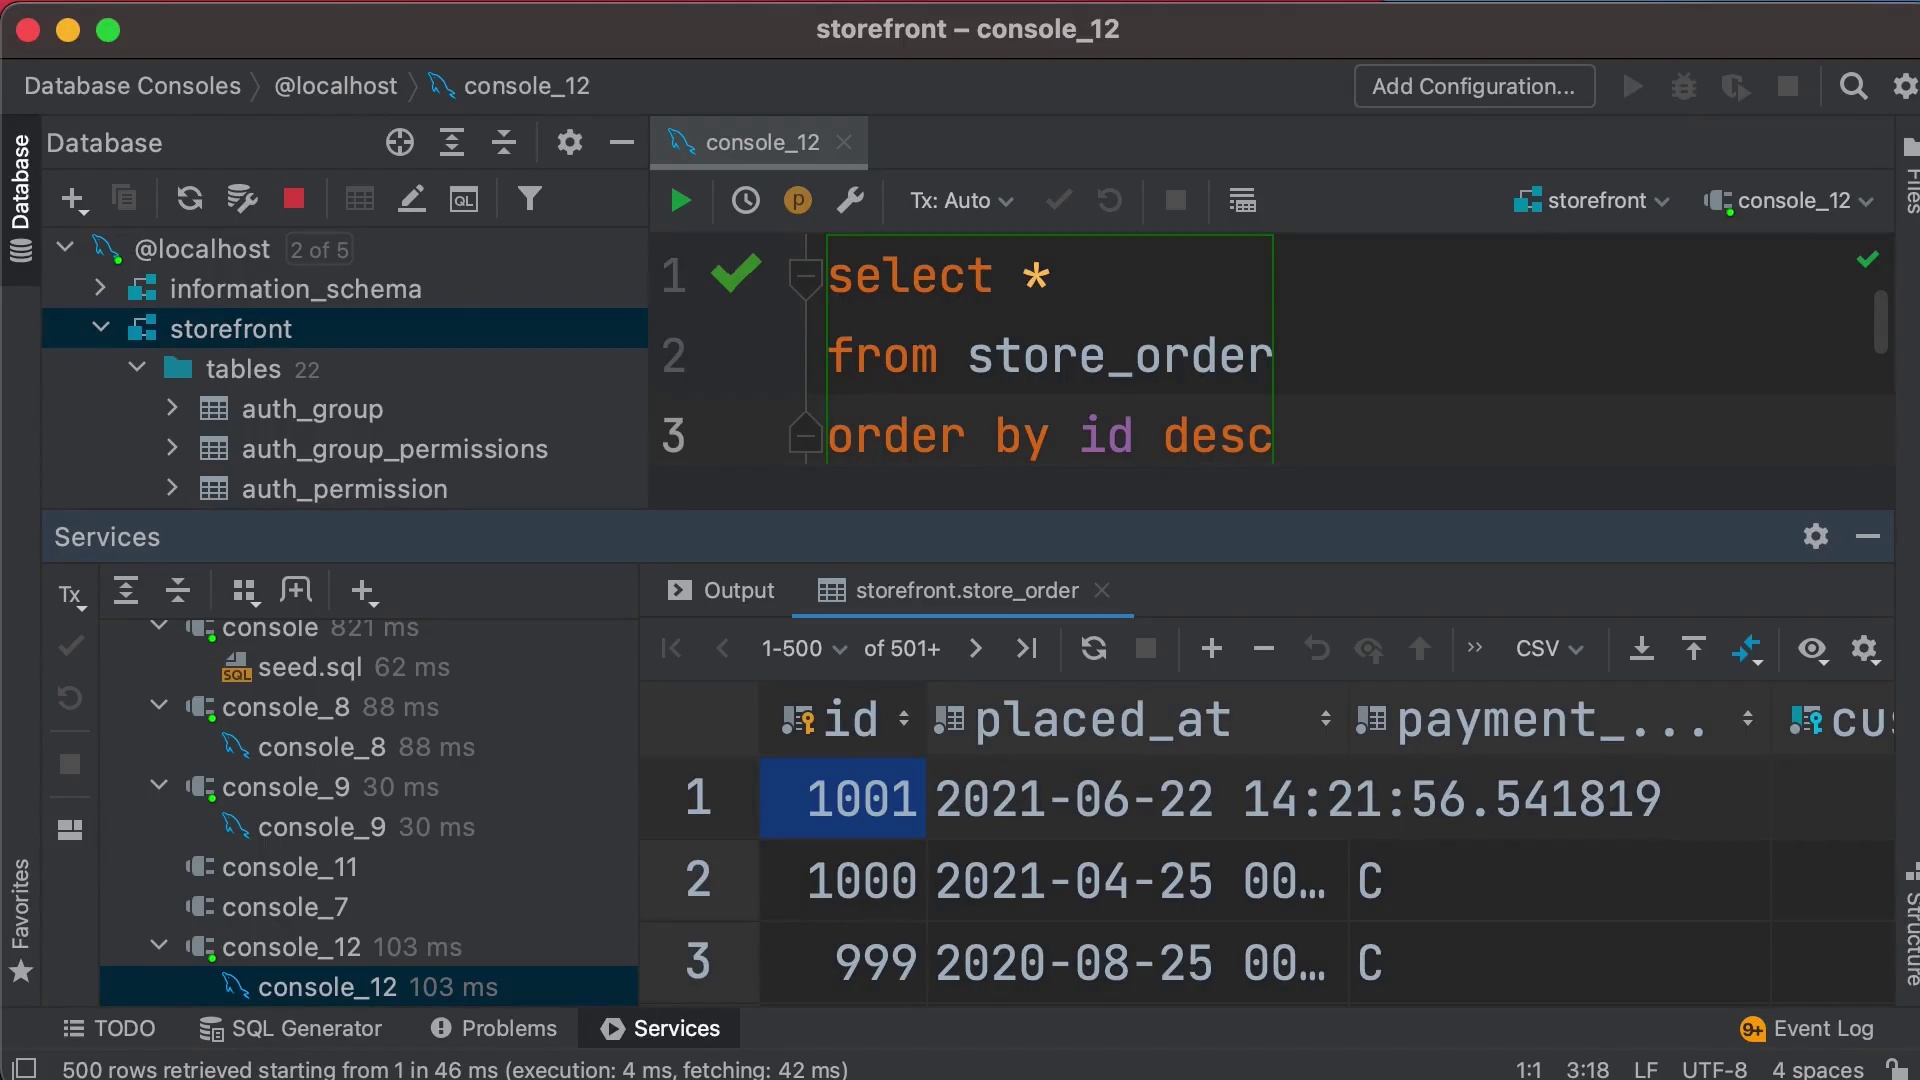 storefront – console_12
Database Consoles @localhost console_12 Add Configuration...
Database
Database
console_12
Tx: Auto storefront console_12
Files
@localhost 2 of 5
information_schema
storefront
tables 22
auth_group
auth_group_permissions
auth_permission
1 select *
2 from store_order
3 order by id desc
Services
Tx
console 821 ms
seed.sql 62 ms
console_8 88 ms
console_8 88 ms
console_9 30 ms
console_9 30 ms
console_11
console_7
console_12 103 ms
console_12 103 ms
Output storefront.store_order
1-500 of 501+ CSV
id placed_at payment_... cus
1 1001 2021-06-22 14:21:56.541819
2 1000 2021-04-25 00… C
3 999 2020-08-25 00… C
Favorites
Structure
TODO SQL Generator Problems Services 9+ Event Log
500 rows retrieved starting from 1 in 46 ms (execution: 4 ms, fetching: 42 ms) 1:1 3:18 LF UTF-8 4 spaces